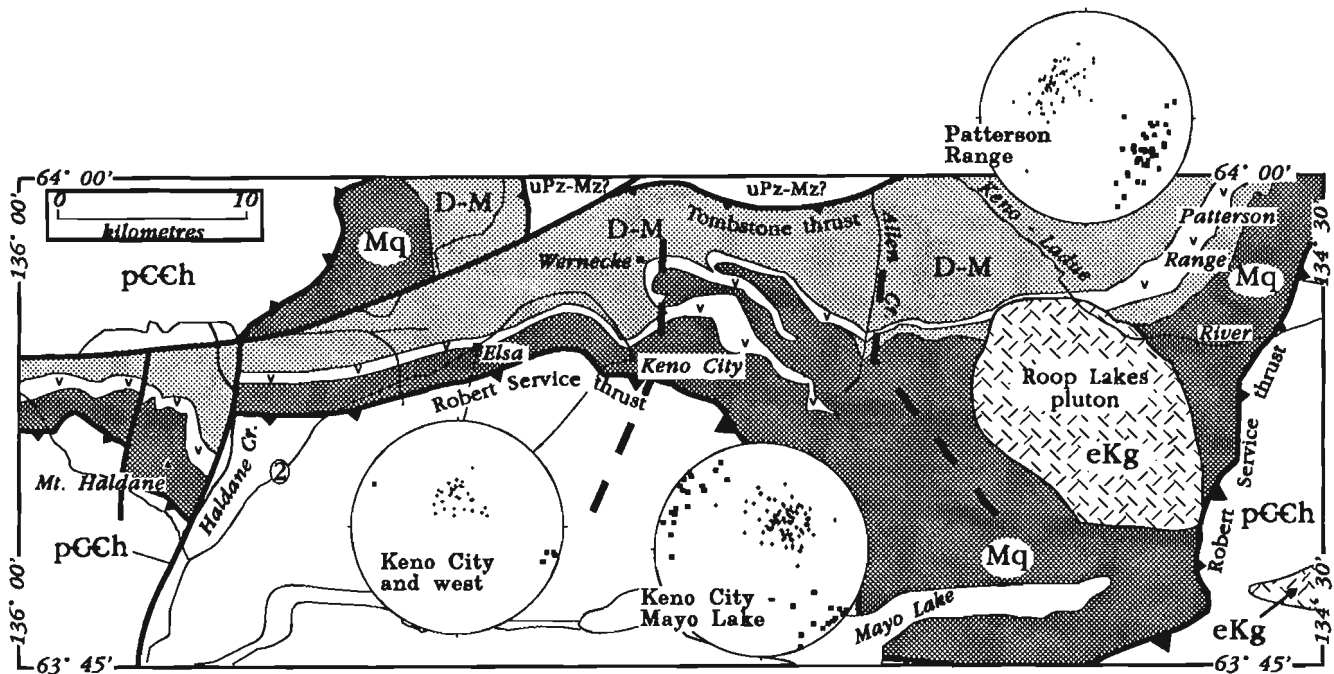 Patterson
Range
64° 00'
64° 00'
136° 00'
134° 30'
0 10
kilometres
D-M
uPz-Mz?
uPz-Mz?
Tombstone thrust
Keno - Ladue
River
Patterson
Range
Mq
D-M
Wernecke
Allen Cr.
D-M
Mq
pЄЄh
Elsa
Keno City
Robert Service thrust
Roop Lakes
pluton
eKg
Robert Service thrust
Mt. Haldane
Haldane Cr.
2
pЄЄh
pЄЄh
Keno City
and west
Keno City
Mayo Lake
Mq
Mayo Lake
eKg
136° 00'
134° 30'
63° 45'
63° 45'
v
v
v
v
v
v
v
v
v
v
v
v